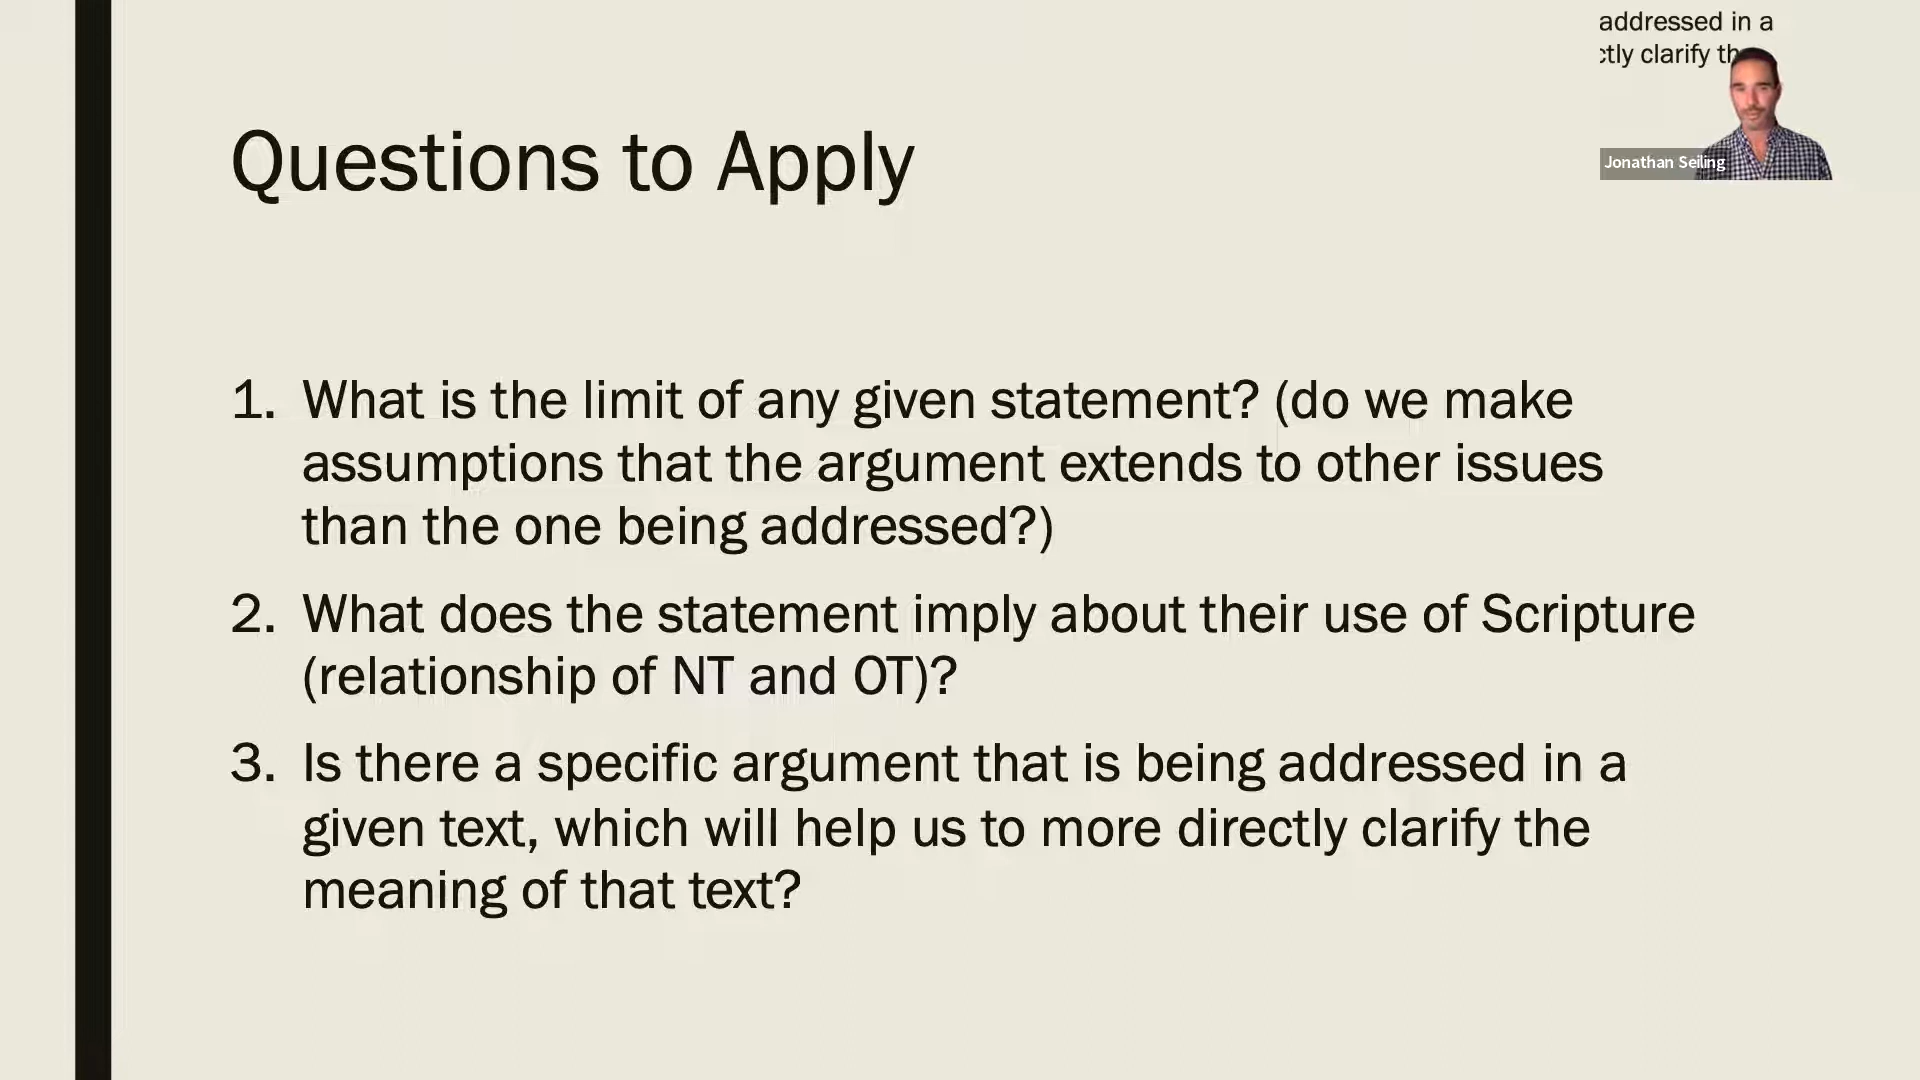 addressed in a
ctly clarify th
Jonathan Seiling
Questions to Apply
1. What is the limit of any given statement? (do we make
assumptions that the argument extends to other issues
than the one being addressed?)
2. What does the statement imply about their use of Scripture
(relationship of NT and OT)?
3. Is there a specific argument that is being addressed in a
given text, which will help us to more directly clarify the
meaning of that text?